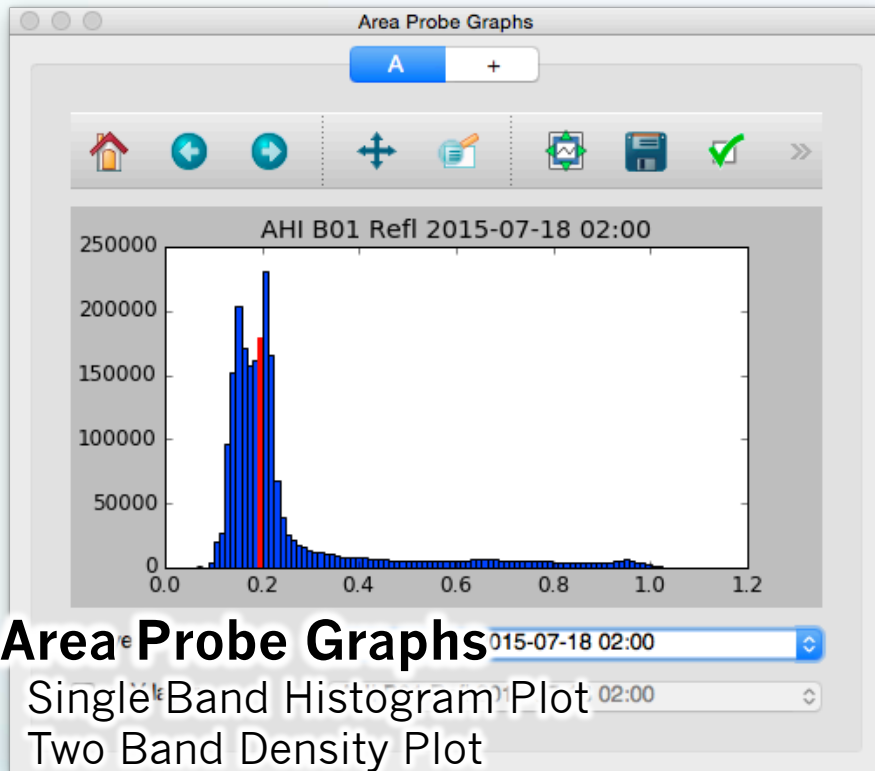 Area Probe Graphs
A +
AHI B01 Refl 2015-07-18 02:00
250000
200000
150000
100000
50000
0
0.0 0.2 0.4 0.6 0.8 1.0 1.2
Area Probe Graphs 015-07-18 02:00
Single Band Histogram Plot 02:00
Two Band Density Plot